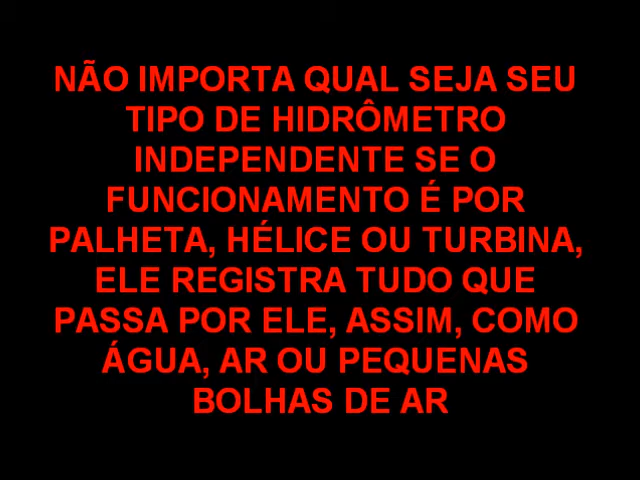 NÃO IMPORTA QUAL SEJA SEU
TIPO DE HIDRÔMETRO
INDEPENDENTE SE O
FUNCIONAMENTO É POR
PALHETA, HÉLICE OU TURBINA,
ELE REGISTRA TUDO QUE
PASSA POR ELE, ASSIM, COMO
ÁGUA, AR OU PEQUENAS
BOLHAS DE AR